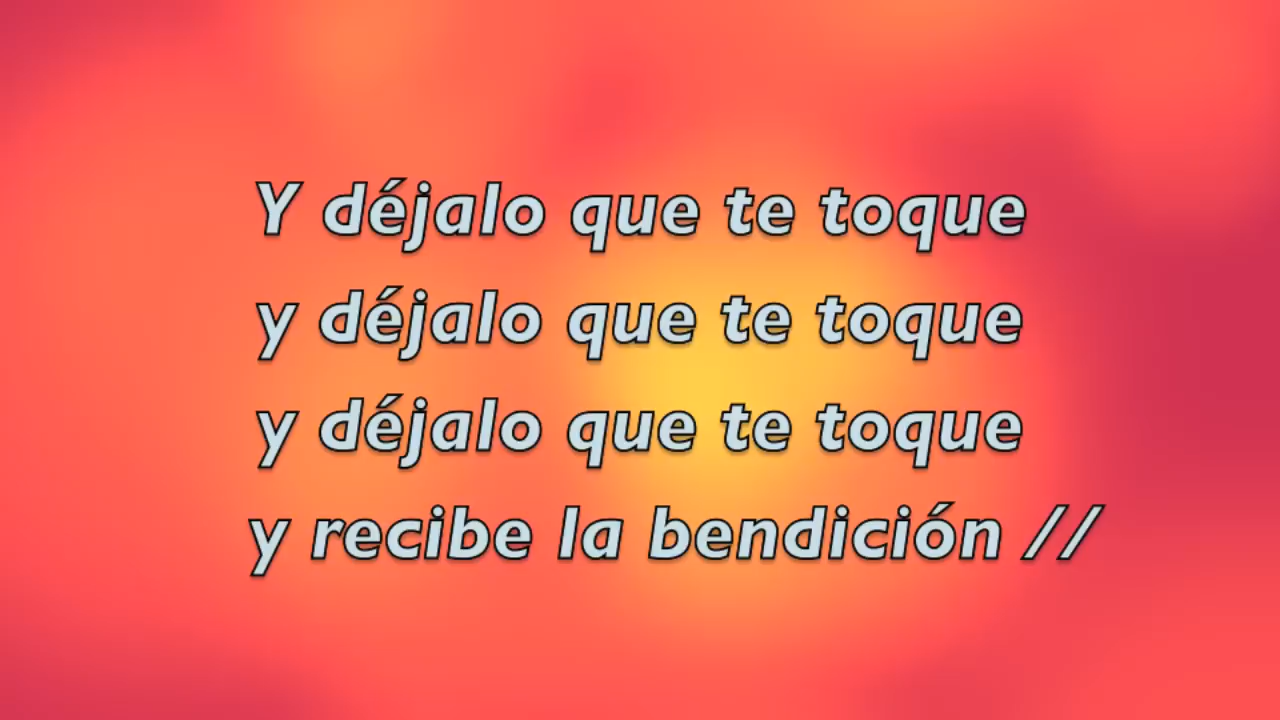 Y déjalo que te toque
y déjalo que te toque
y déjalo que te toque
y recibe la bendición //